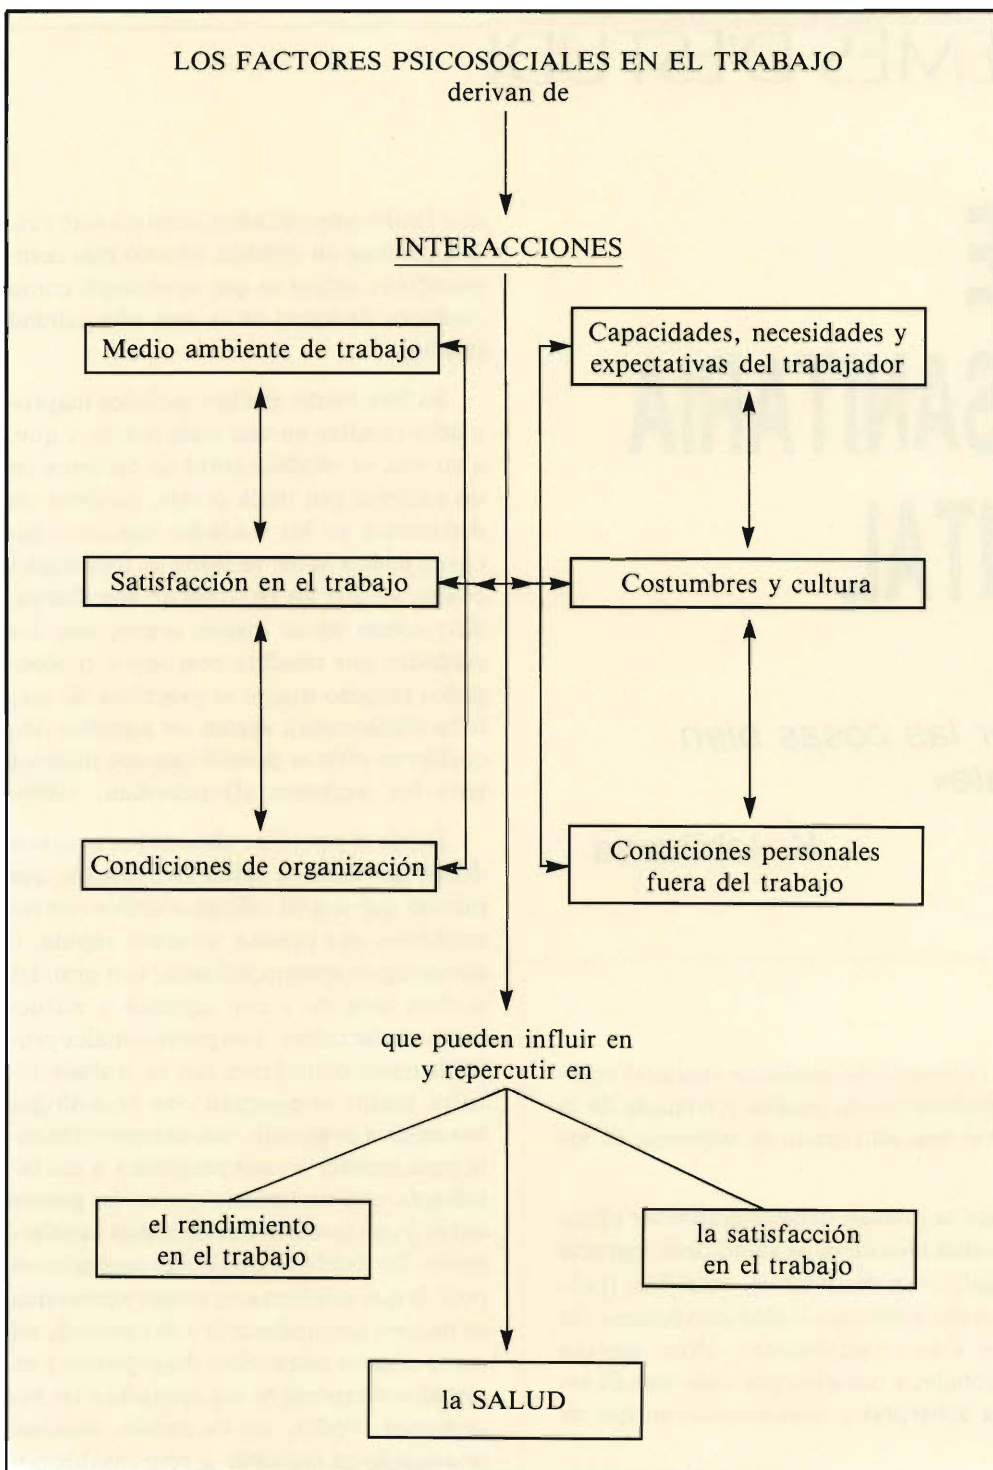 LOS FACTORES PSICOSOCIALES EN EL TRABAJO
derivan de
INTERACCIONES
Medio ambiente de trabajo
Capacidades, necesidades y
expectativas del trabajador
Satisfacción en el trabajo
Costumbres y cultura
Condiciones de organización
Condiciones personales
fuera del trabajo
que pueden influir en
y repercutir en
el rendimiento
en el trabajo
la satisfacción
en el trabajo
la SALUD